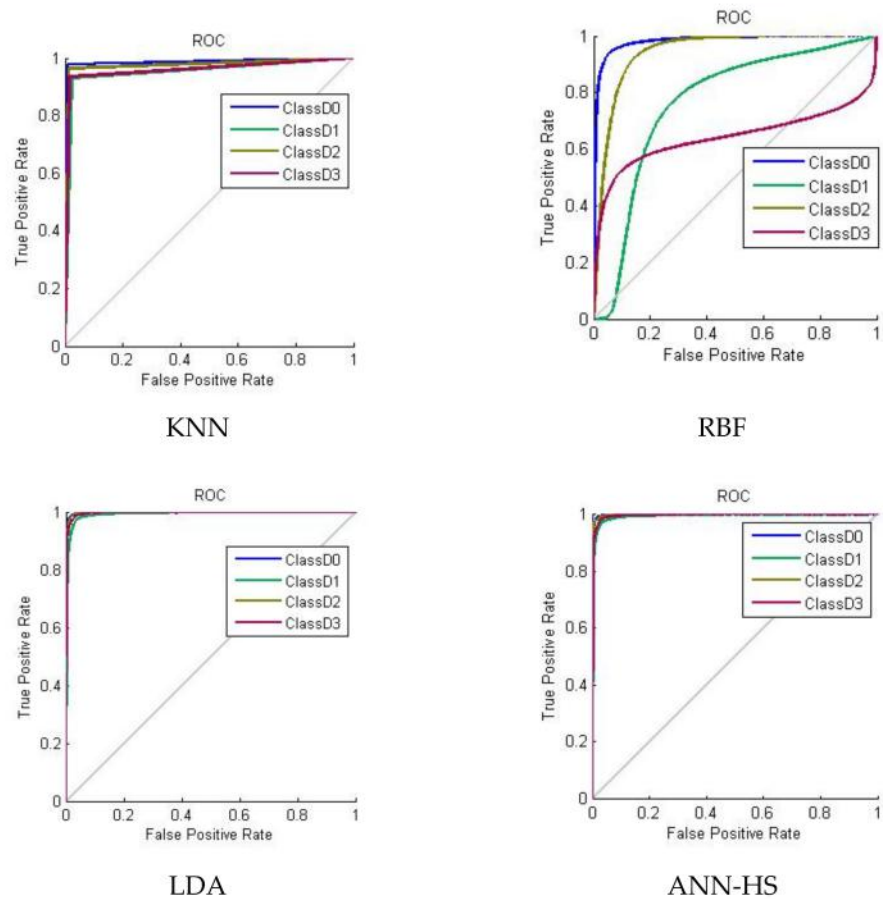 ROC
1
0.8
0.6
0.4
0.2
0
True Positive Rate
ClassD0
ClassD1
ClassD2
ClassD3
0 0.2 0.4 0.6 0.8 1
False Positive Rate
KNN
ROC
1
0.8
0.6
0.4
0.2
0
True Positive Rate
ClassD0
ClassD1
ClassD2
ClassD3
0 0.2 0.4 0.6 0.8 1
False Positive Rate
RBF
ROC
1
0.8
0.6
0.4
0.2
0
True Positive Rate
ClassD0
ClassD1
ClassD2
ClassD3
0 0.2 0.4 0.6 0.8 1
False Positive Rate
LDA
ROC
1
0.8
0.6
0.4
0.2
0
True Positive Rate
ClassD0
ClassD1
ClassD2
ClassD3
0 0.2 0.4 0.6 0.8 1
False Positive Rate
ANN-HS